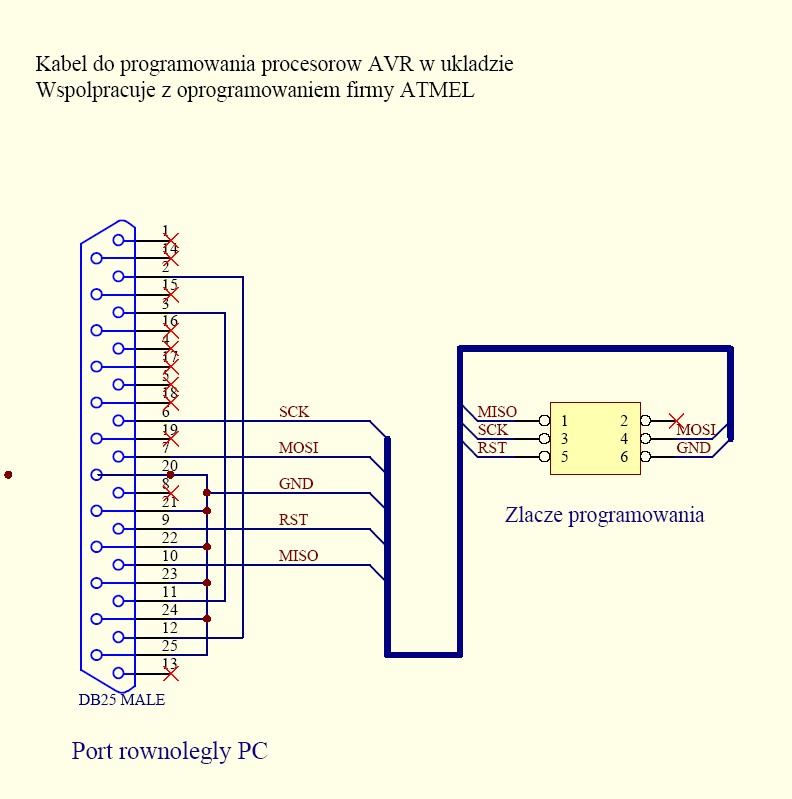 Kabel do programowania procesorow AVR w ukladzie
Wspolpracuje z oprogramowaniem firmy ATMEL
1
14
2
15
3
16
4
17
5
18
6
19
7
20
8
21
9
22
10
23
11
24
12
25
13
SCK
MOSI
GND
RST
MISO
MISO
SCK
RST
1 2
3 4
5 6
MOSI
GND
Zlacze programowania
DB25 MALE
Port rownolegly PC